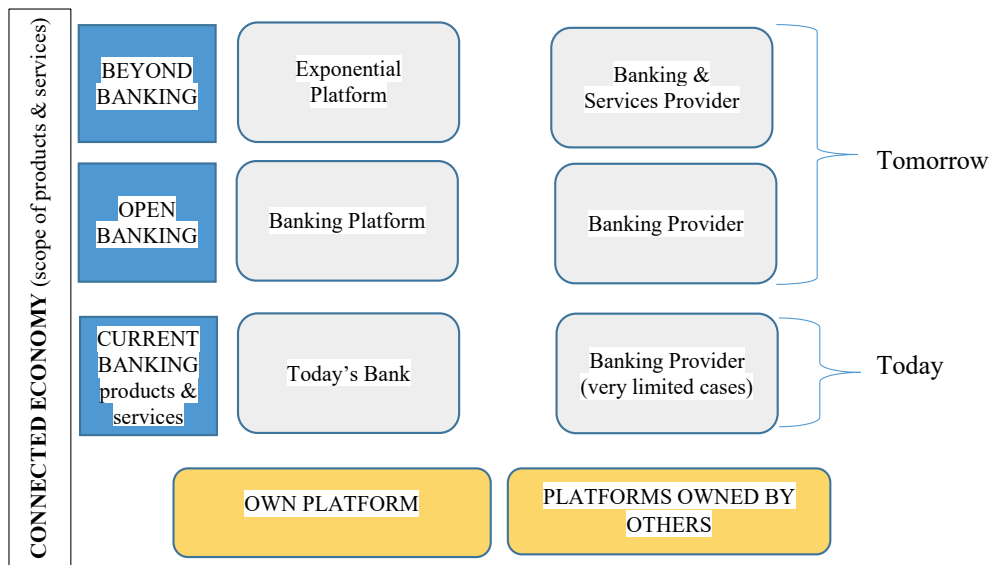 CONNECTED ECONOMY (scope of products & services)
BEYOND
BANKING
Exponential
Platform
Banking &
Services Provider
Tomorrow
OPEN
BANKING
Banking Platform
Banking Provider
CURRENT
BANKING
products &
services
Today’s Bank
Banking Provider
(very limited cases)
Today
OWN PLATFORM
PLATFORMS OWNED BY
OTHERS